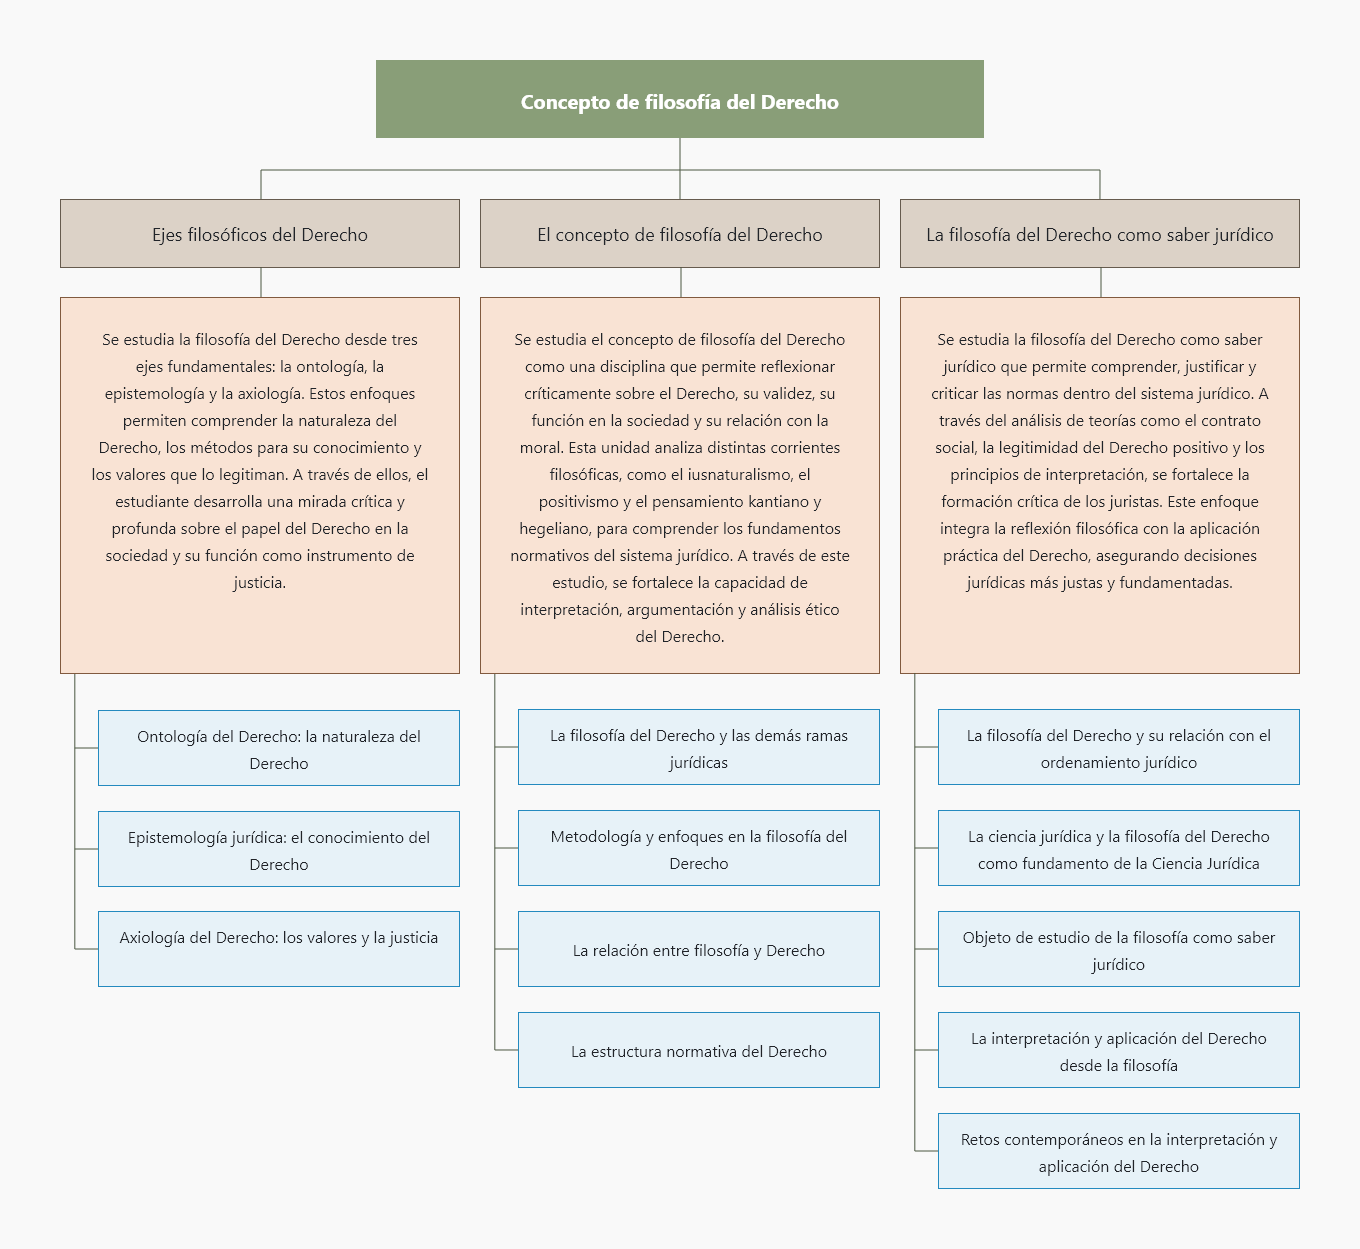 Concepto de filosofía del Derecho
Ejes filosóficos del Derecho
Se estudia la filosofía del Derecho desde tres
ejes fundamentales: la ontología, la
epistemología y la axiología. Estos enfoques
permiten comprender la naturaleza del
Derecho, los métodos para su conocimiento y
los valores que lo legitiman. A través de ellos, el
estudiante desarrolla una mirada crítica y
profunda sobre el papel del Derecho en la
sociedad y su función como instrumento de
justicia.
Ontología del Derecho: la naturaleza del
Derecho
Epistemología jurídica: el conocimiento del
Derecho
Axiología del Derecho: los valores y la justicia
El concepto de filosofía del Derecho
Se estudia el concepto de filosofía del Derecho
como una disciplina que permite reflexionar
críticamente sobre el Derecho, su validez, su
función en la sociedad y su relación con la
moral. Esta unidad analiza distintas corrientes
filosóficas, como el iusnaturalismo, el
positivismo y el pensamiento kantiano y
hegeliano, para comprender los fundamentos
normativos del sistema jurídico. A través de este
estudio, se fortalece la capacidad de
interpretación, argumentación y análisis ético
del Derecho.
La filosofía del Derecho y las demás ramas
jurídicas
Metodología y enfoques en la filosofía del
Derecho
La relación entre filosofía y Derecho
La estructura normativa del Derecho
La filosofía del Derecho como saber jurídico
Se estudia la filosofía del Derecho como saber
jurídico que permite comprender, justificar y
criticar las normas dentro del sistema jurídico. A
través del análisis de teorías como el contrato
social, la legitimidad del Derecho positivo y los
principios de interpretación, se fortalece la
formación crítica de los juristas. Este enfoque
integra la reflexión filosófica con la aplicación
práctica del Derecho, asegurando decisiones
jurídicas más justas y fundamentadas.
La filosofía del Derecho y su relación con el
ordenamiento jurídico
La ciencia jurídica y la filosofía del Derecho
como fundamento de la Ciencia Jurídica
Objeto de estudio de la filosofía como saber
jurídico
La interpretación y aplicación del Derecho
desde la filosofía
Retos contemporáneos en la interpretación y
aplicación del Derecho